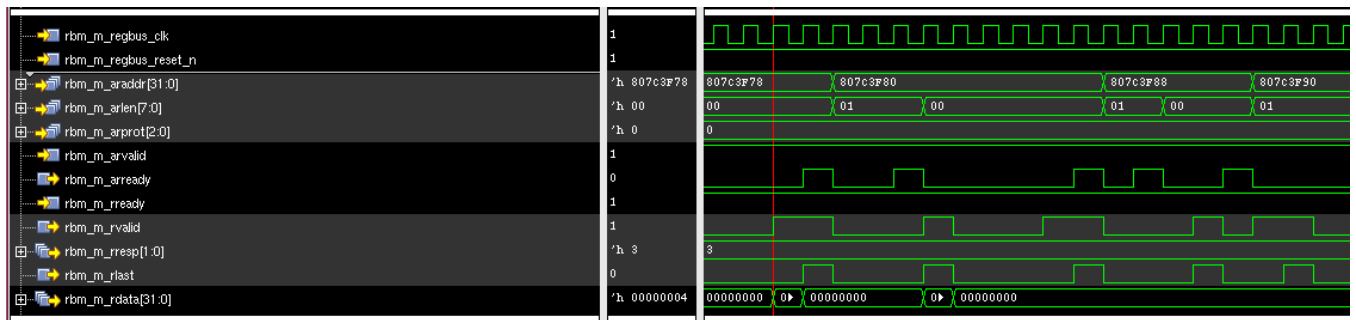 rbm_m_regbus_clk 1
rbm_m_regbus_reset_n 1
rbm_m_araddr[31:0] 'h 807c3F78 807c3F78 807c3F80 807c3F88 807c3F90
rbm_m_arlen[7:0] 'h 00 00 01 00 01 00 01
rbm_m_arprot[2:0] 'h 0 0
rbm_m_arvalid 1
rbm_m_arready 0
rbm_m_rready 1
rbm_m_rvalid 1
rbm_m_rresp[1:0] 'h 3 3
rbm_m_rlast 0
rbm_m_rdata[31:0] 'h 00000004 00000000 0 00000000 0 00000000